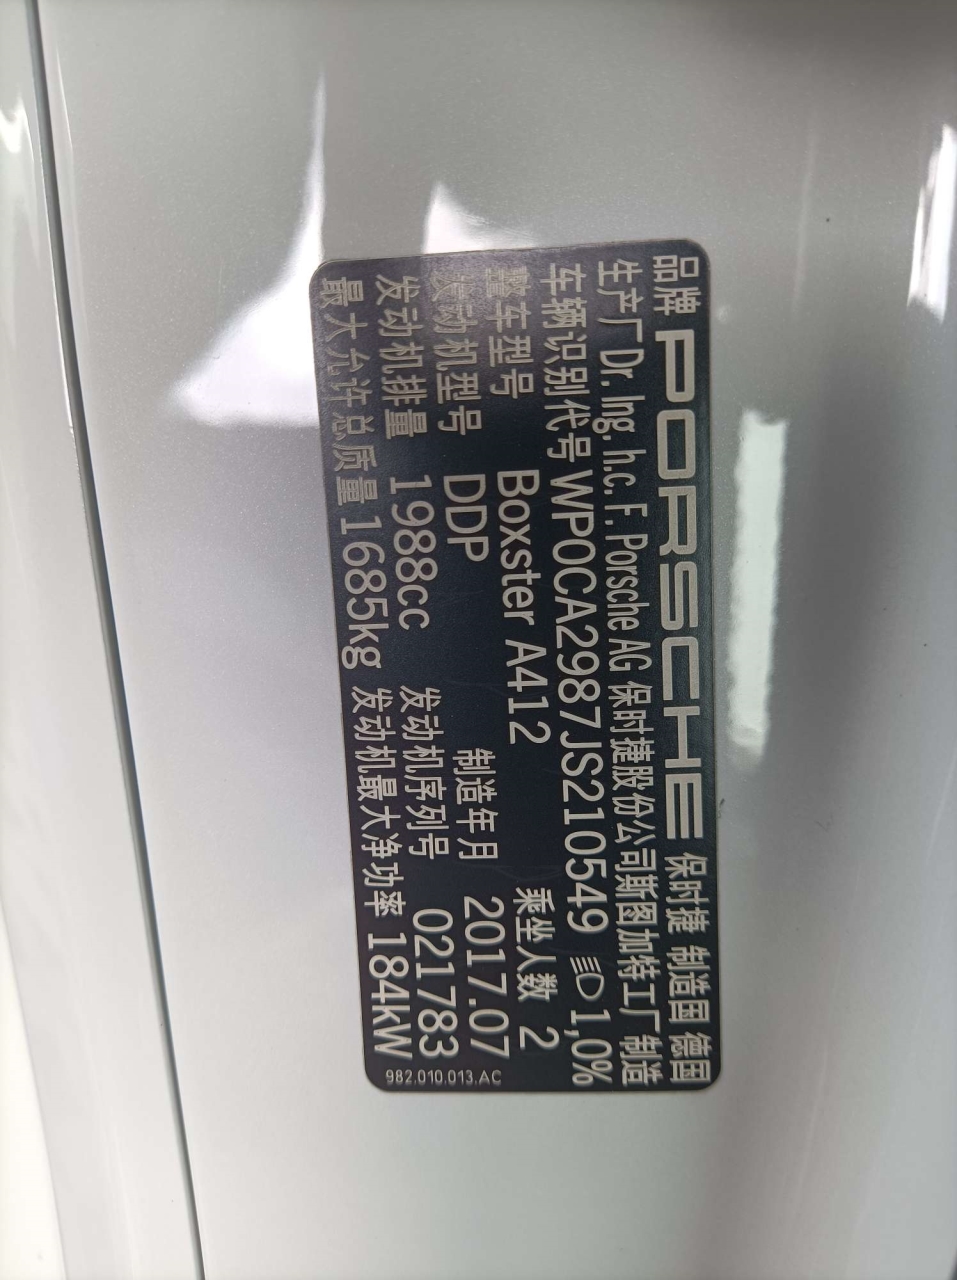 品牌 PORSCHE 保时捷 制造国 德国
生产厂Dr. Ing. h.c. F. Porsche AG 保时捷股份公司斯图加特工厂制造
车辆识别代号 WP0CA2987JS210549 1,0%
整车型号 Boxster A412 乘坐人数 2
发动机型号 DDP 制造年月 2017.07
发动机排量 1988cc 发动机序列号 021783
最大允许总质量 1685kg 发动机最大净功率 184kW
982.010.013.AC